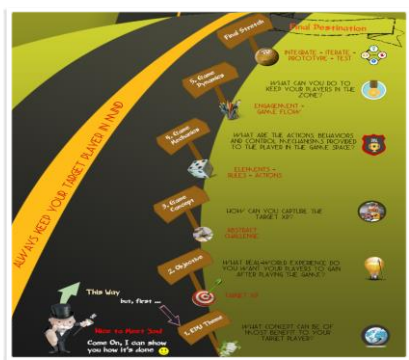 Final Destination
Final Stretch
INTEGRATE + ITERATE +
PROTOTYPE + TEST
5. Game
Dynamics
WHAT CAN YOU DO TO
KEEP YOUR PLAYERS IN THE
ZONE?
ENGAGEMENT +
GAME FLOW
4. Game
Mechanics
WHAT ARE THE ACTIONS, BEHAVIORS
AND CONTROL MECHANISMS PROVIDED
TO THE PLAYER IN THE GAME SPACE?
ELEMENTS +
RULES + ACTIONS
3. Game
Concept
HOW CAN YOU CAPTURE THE
TARGET XP?
ABSTRACT
CHALLENGE
2. Objective
WHAT REAL-WORLD EXPERIENCE DO
YOU WANT YOUR PLAYERS TO GAIN
AFTER PLAYING THE GAME?
TARGET XP
1. EDU Theme
WHAT CONCEPT CAN BE OF
MOST BENEFIT TO YOUR
TARGET PLAYER?
ALWAYS KEEP YOUR TARGET PLAYER IN MIND
This Way
but, first ...
Nice to Meet You!
Come On, I can show
you how it's done